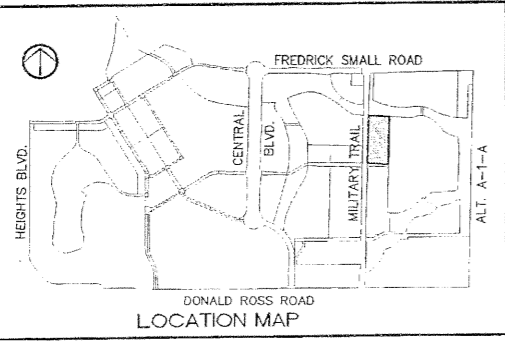 FREDRICK SMALL ROAD
HEIGHTS BLVD.
CENTRAL
BLVD.
MILITARY TRAIL
ALT. A-1-A
DONALD ROSS ROAD
LOCATION MAP